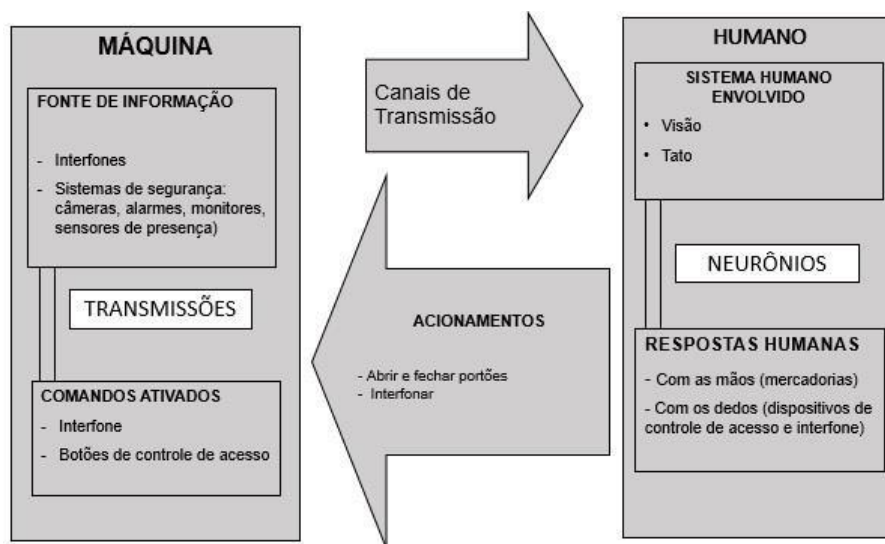 MÁQUINA
FONTE DE INFORMAÇÃO
- Interfones
- Sistemas de segurança:
câmeras, alarmes, monitores,
sensores de presença)
TRANSMISSÕES
COMANDOS ATIVADOS
- Interfone
- Botões de controle de acesso
Canais de
Transmissão
ACIONAMENTOS
- Abrir e fechar portões
- Interfonar
HUMANO
SISTEMA HUMANO
ENVOLVIDO
• Visão
• Tato
NEURÔNIOS
RESPOSTAS HUMANAS
- Com as mãos (mercadorias)
- Com os dedos (dispositivos de
controle de acesso e interfone)